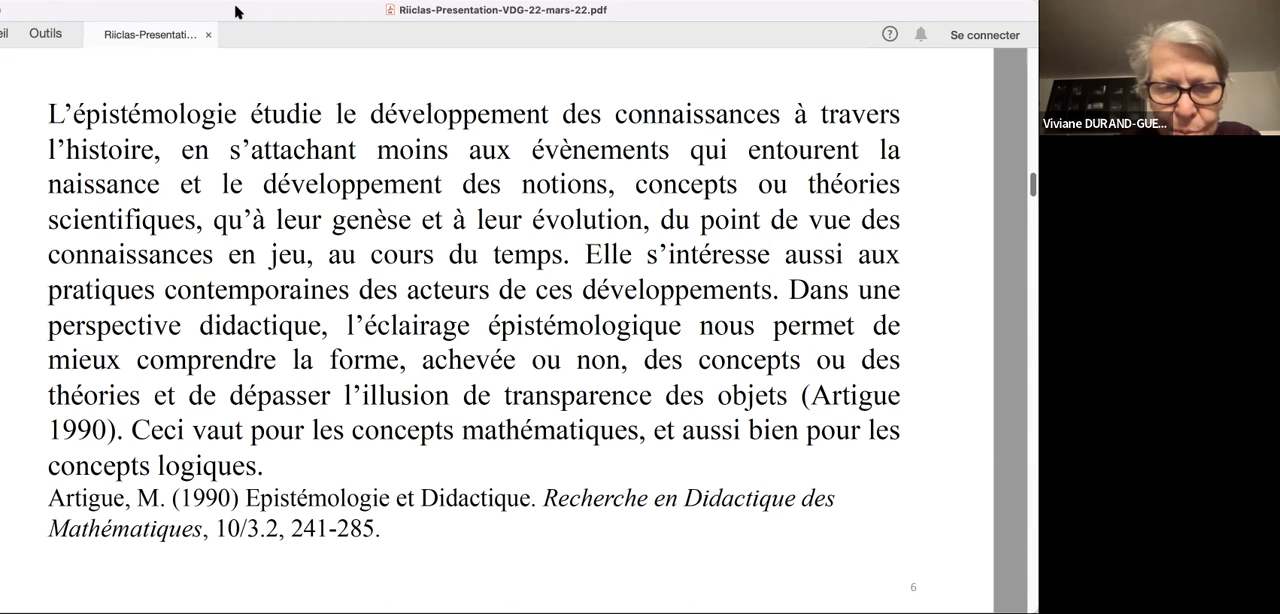 Riiclas-Presentation-VDG-22-mars-22.pdf
eil Outils Riiclas-Presentati... × Se connecter
L’épistémologie étudie le développement des connaissances à travers
l’histoire, en s’attachant moins aux évènements qui entourent la
naissance et le développement des notions, concepts ou théories
scientifiques, qu’à leur genèse et à leur évolution, du point de vue des
connaissances en jeu, au cours du temps. Elle s’intéresse aussi aux
pratiques contemporaines des acteurs de ces développements. Dans une
perspective didactique, l’éclairage épistémologique nous permet de
mieux comprendre la forme, achevée ou non, des concepts ou des
théories et de dépasser l’illusion de transparence des objets (Artigue
1990). Ceci vaut pour les concepts mathématiques, et aussi bien pour les
concepts logiques.
Artigue, M. (1990) Epistémologie et Didactique. Recherche en Didactique des
Mathématiques, 10/3.2, 241-285.
6
Viviane DURAND-GUE...